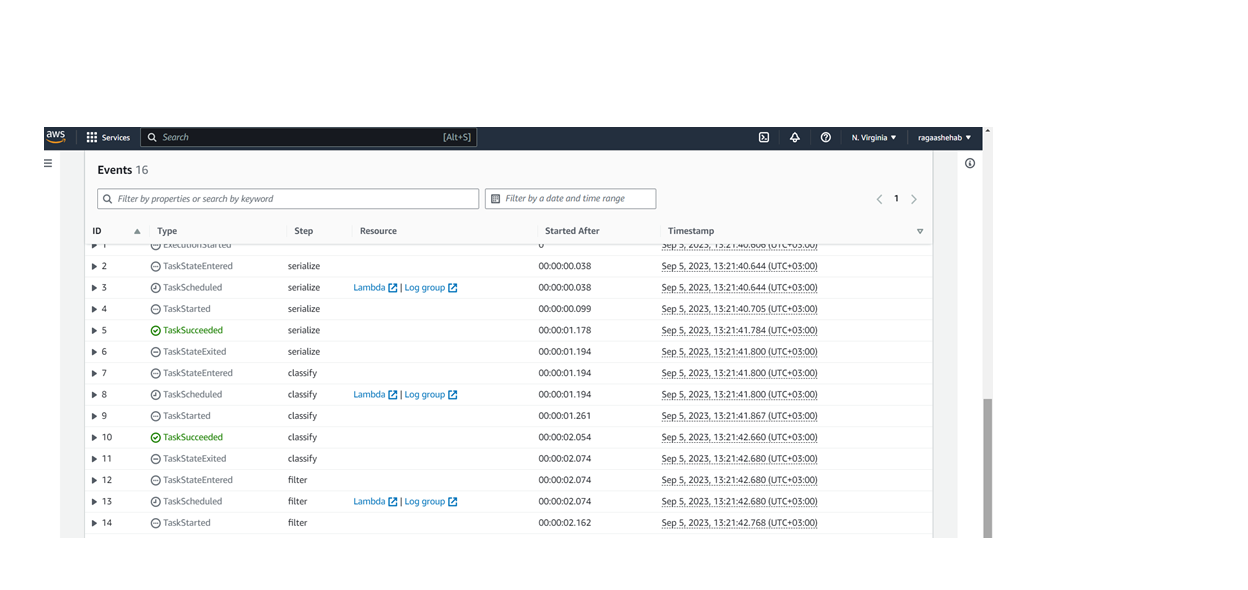 aws Services Search [Alt+S] N. Virginia ragaashehab
Events 16
Filter by properties or search by keyword Filter by a date and time range 1
ID Type Step Resource Started After Timestamp
1 ExecutionStarted 0 Sep 5, 2023, 13:21:40.606 (UTC+03:00)
2 TaskStateEntered serialize 00:00:00.038 Sep 5, 2023, 13:21:40.644 (UTC+03:00)
3 TaskScheduled serialize Lambda | Log group 00:00:00.038 Sep 5, 2023, 13:21:40.644 (UTC+03:00)
4 TaskStarted serialize 00:00:00.099 Sep 5, 2023, 13:21:40.705 (UTC+03:00)
5 TaskSucceeded serialize 00:00:01.178 Sep 5, 2023, 13:21:41.784 (UTC+03:00)
6 TaskStateExited serialize 00:00:01.194 Sep 5, 2023, 13:21:41.800 (UTC+03:00)
7 TaskStateEntered classify 00:00:01.194 Sep 5, 2023, 13:21:41.800 (UTC+03:00)
8 TaskScheduled classify Lambda | Log group 00:00:01.194 Sep 5, 2023, 13:21:41.800 (UTC+03:00)
9 TaskStarted classify 00:00:01.261 Sep 5, 2023, 13:21:41.867 (UTC+03:00)
10 TaskSucceeded classify 00:00:02.054 Sep 5, 2023, 13:21:42.660 (UTC+03:00)
11 TaskStateExited classify 00:00:02.074 Sep 5, 2023, 13:21:42.680 (UTC+03:00)
12 TaskStateEntered filter 00:00:02.074 Sep 5, 2023, 13:21:42.680 (UTC+03:00)
13 TaskScheduled filter Lambda | Log group 00:00:02.074 Sep 5, 2023, 13:21:42.680 (UTC+03:00)
14 TaskStarted filter 00:00:02.162 Sep 5, 2023, 13:21:42.768 (UTC+03:00)